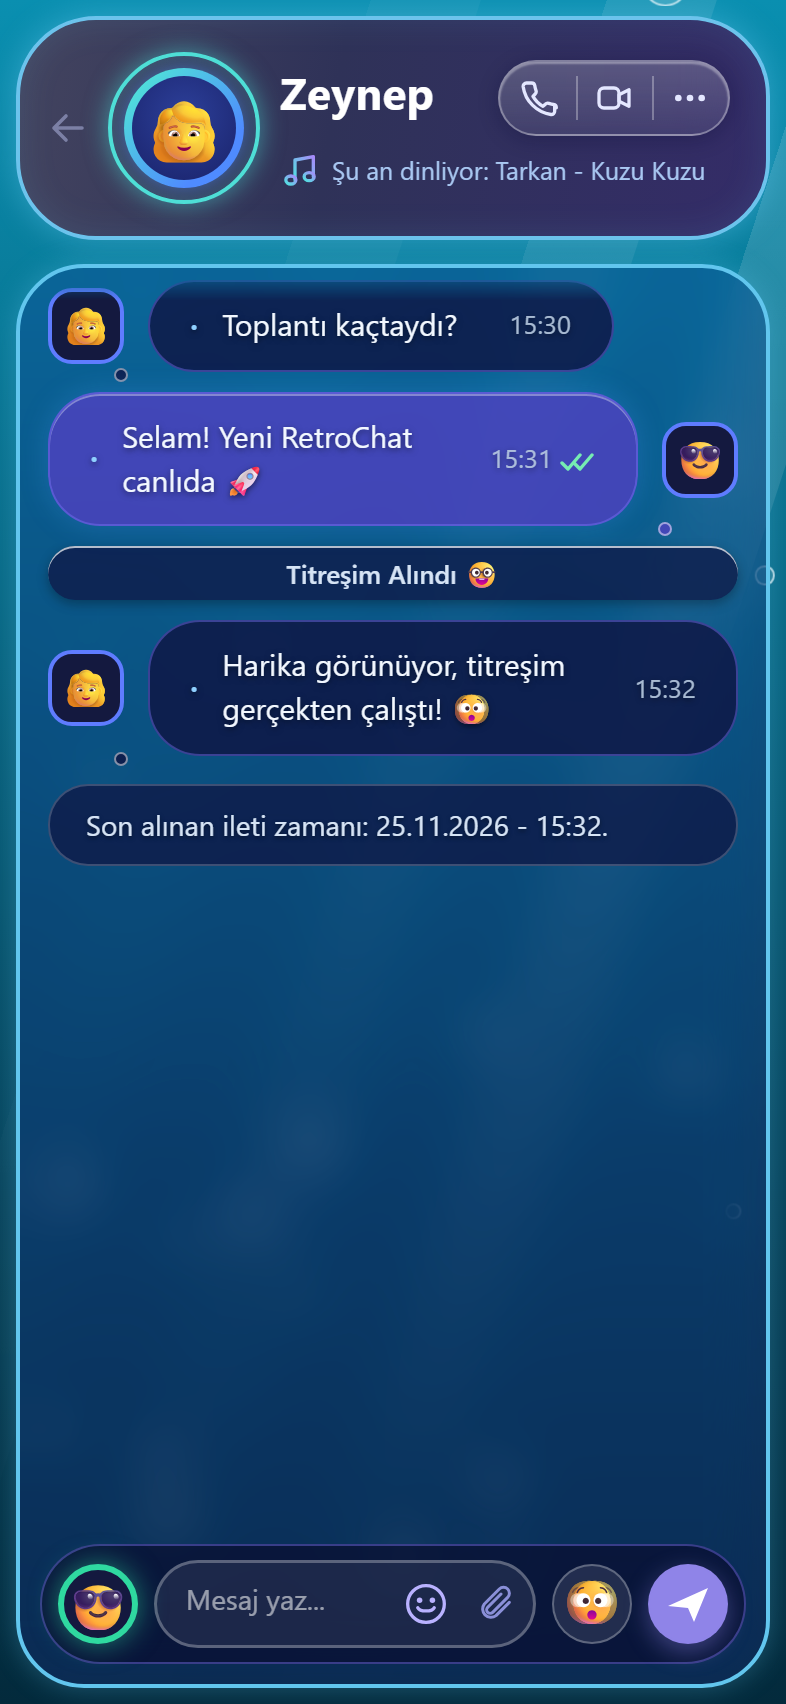 Zeynep
Şu an dinliyor: Tarkan - Kuzu Kuzu
Toplantı kaçtaydı? 15:30
Selam! Yeni RetroChat
canlıda 🚀 15:31
Titreşim Alındı 🤓
Harika görünüyor, titreşim
gerçekten çalıştı! 😲 15:32
Son alınan ileti zamanı: 25.11.2026 - 15:32.
Mesaj yaz...